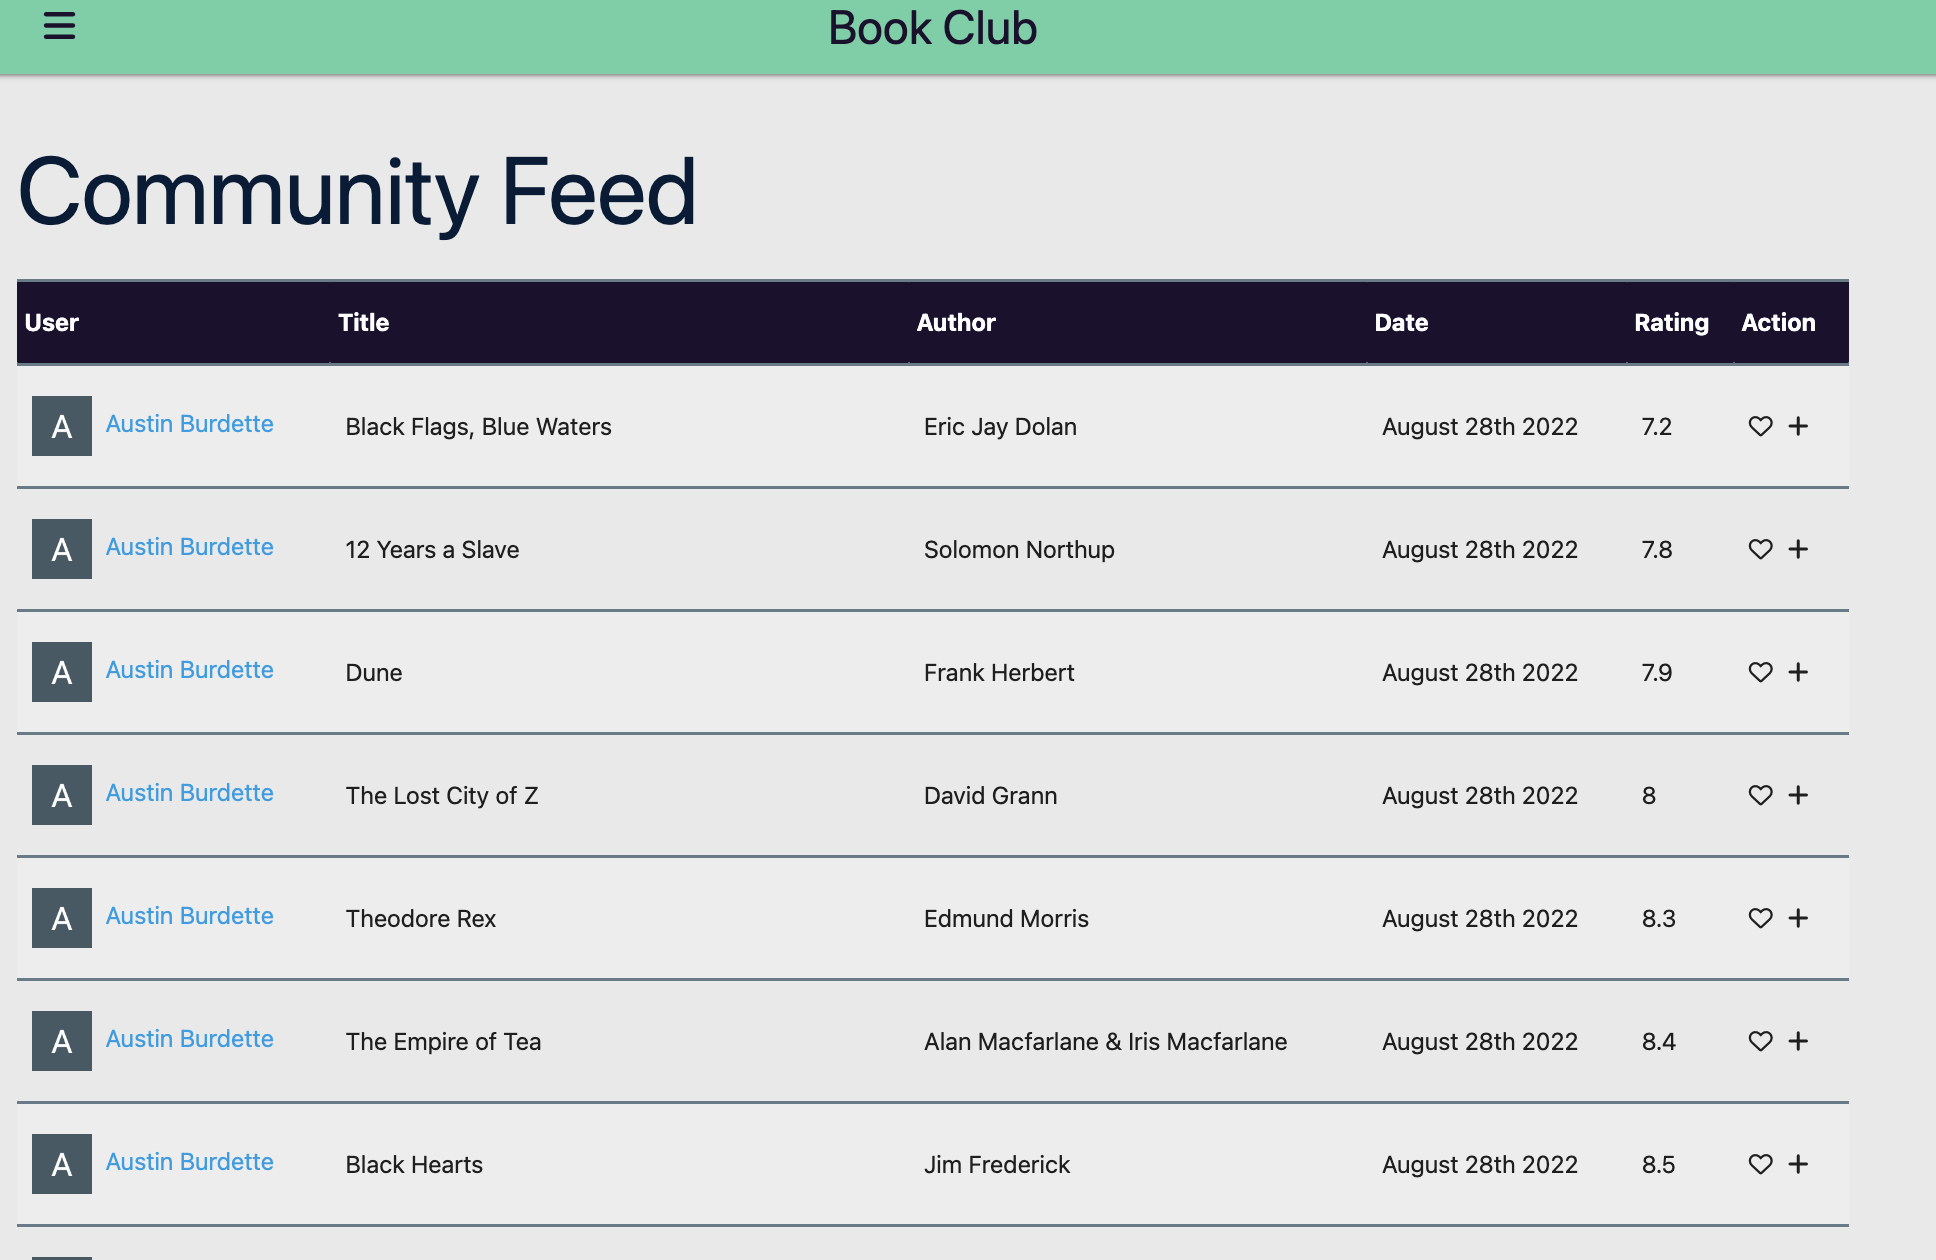 Book Club
Community Feed
User Title Author Date Rating Action
A Austin Burdette Black Flags, Blue Waters Eric Jay Dolan August 28th 2022 7.2
A Austin Burdette 12 Years a Slave Solomon Northup August 28th 2022 7.8
A Austin Burdette Dune Frank Herbert August 28th 2022 7.9
A Austin Burdette The Lost City of Z David Grann August 28th 2022 8
A Austin Burdette Theodore Rex Edmund Morris August 28th 2022 8.3
A Austin Burdette The Empire of Tea Alan Macfarlane & Iris Macfarlane August 28th 2022 8.4
A Austin Burdette Black Hearts Jim Frederick August 28th 2022 8.5